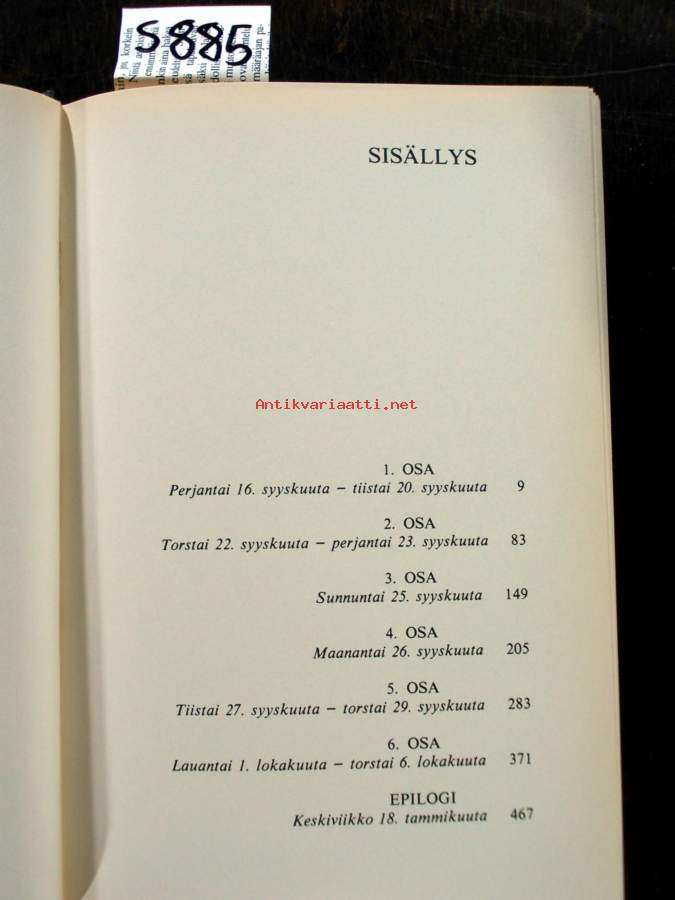 S885
SISÄLLYS
Antikvariaatti.net
1. OSA
Perjantai 16. syyskuuta – tiistai 20. syyskuuta 9
2. OSA
Torstai 22. syyskuuta – perjantai 23. syyskuuta 83
3. OSA
Sunnuntai 25. syyskuuta 149
4. OSA
Maanantai 26. syyskuuta 205
5. OSA
Tiistai 27. syyskuuta – torstai 29. syyskuuta 283
6. OSA
Lauantai 1. lokakuuta – torstai 6. lokakuuta 371
EPILOGI
Keskiviikko 18. tammikuuta 467